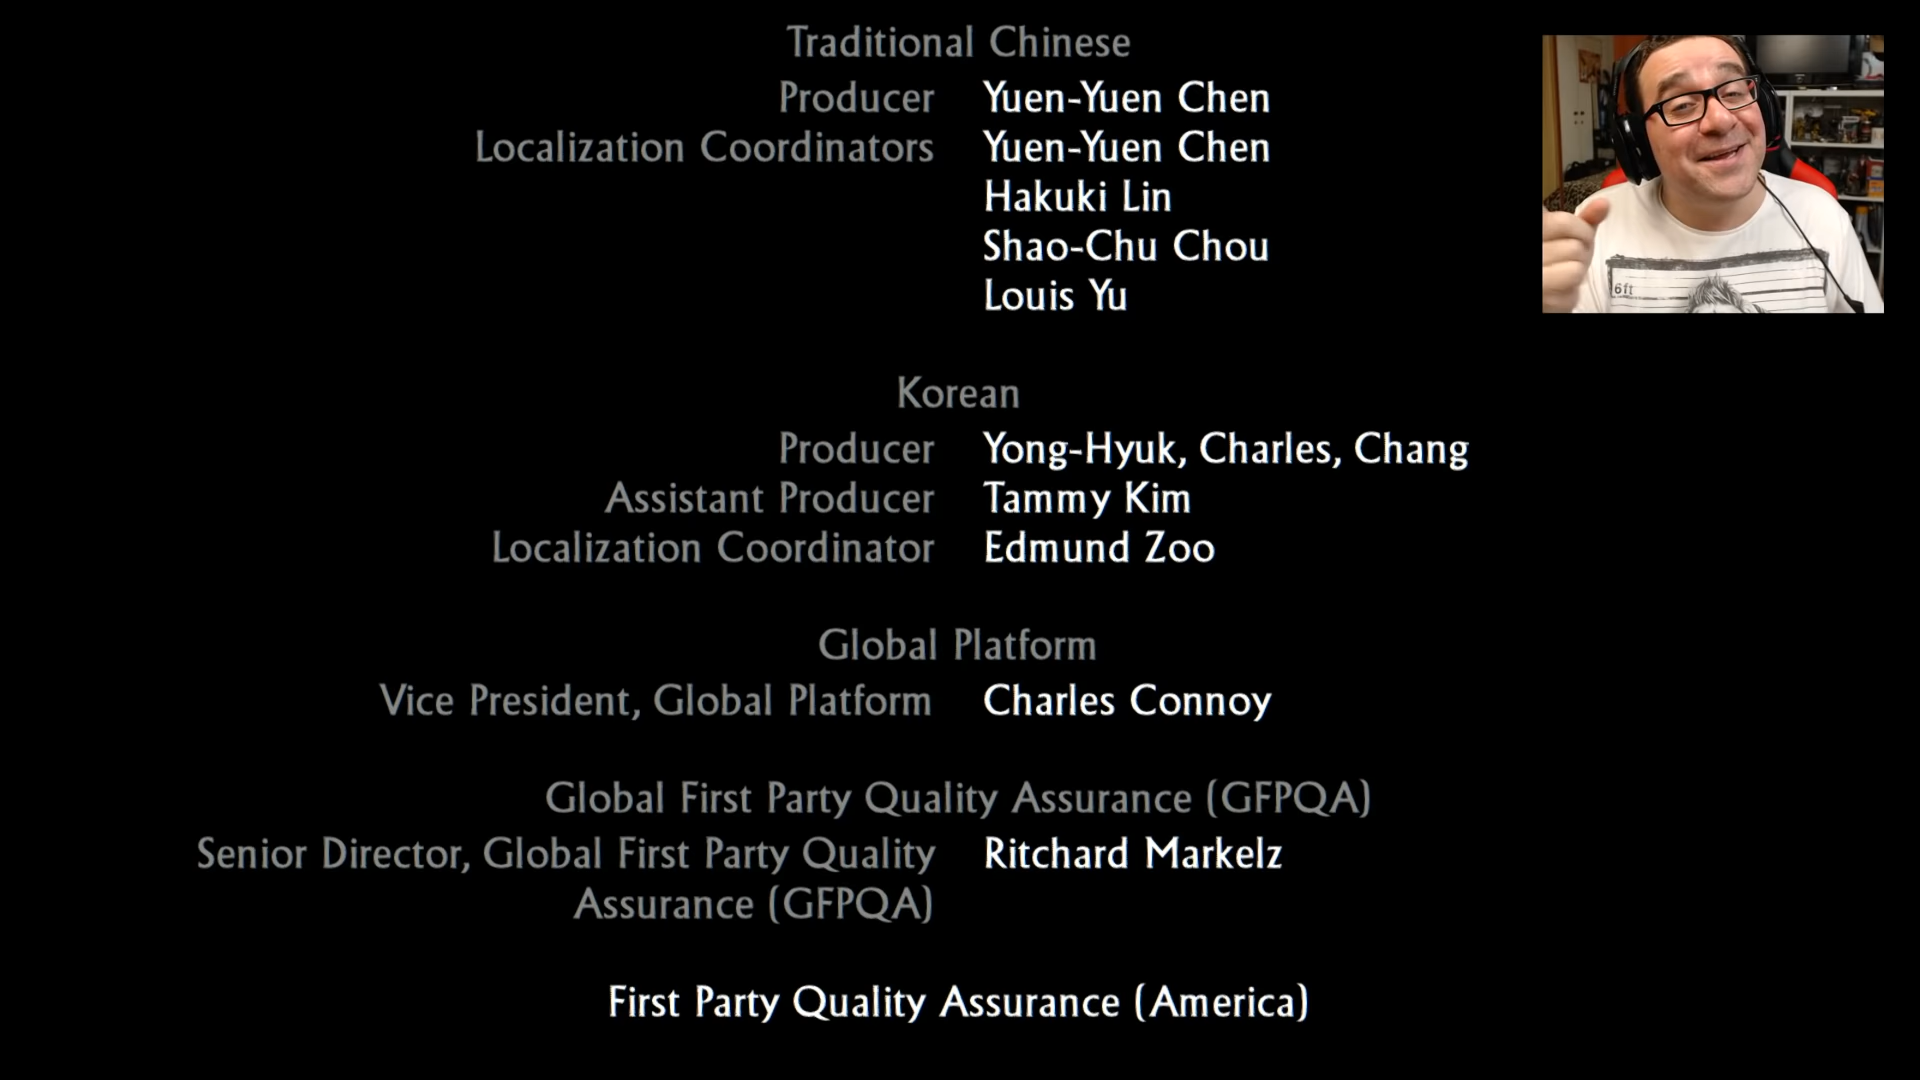 Traditional Chinese
Producer Yuen-Yuen Chen
Localization Coordinators Yuen-Yuen Chen
Hakuki Lin
Shao-Chu Chou
Louis Yu
6ft
Korean
Producer Yong-Hyuk, Charles, Chang
Assistant Producer Tammy Kim
Localization Coordinator Edmund Zoo
Global Platform
Vice President, Global Platform Charles Connoy
Global First Party Quality Assurance (GFPQA)
Senior Director, Global First Party Quality Ritchard Markelz
Assurance (GFPQA)
First Party Quality Assurance (America)